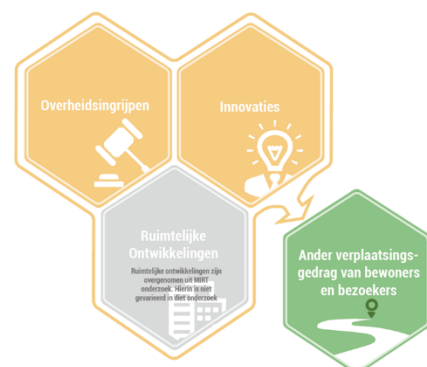 Overheidsingrijpen
Innovaties
Ruimtelijke
Ontwikkelingen
Ruimtelijke ontwikkelingen zijn
overgenomen uit MIRT
onderzoek. Hierin is niet
gevarieerd in diet onderzoek
Ander verplaatsings-
gedrag van bewoners
en bezoekers